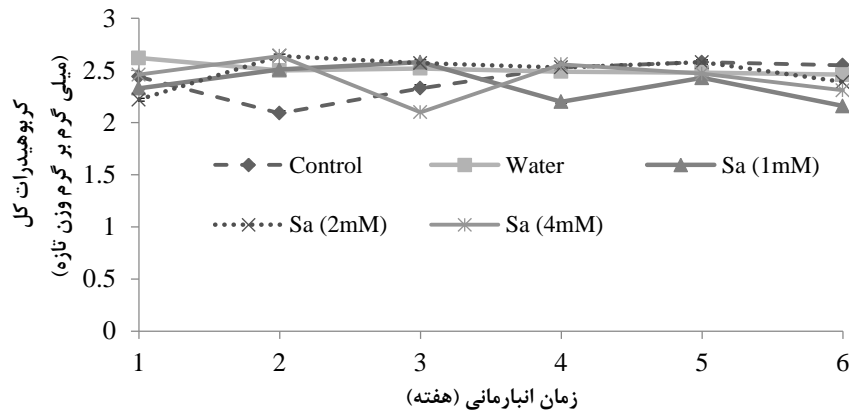 3
2.5
2
1.5
1
0.5
0
کربوهیدرات کل
(میلی گرم بر گرم وزن تازه)
Control Water Sa (1mM)
Sa (2mM) Sa (4mM)
1 2 3 4 5 6
زمان انبارمانی (هفته)